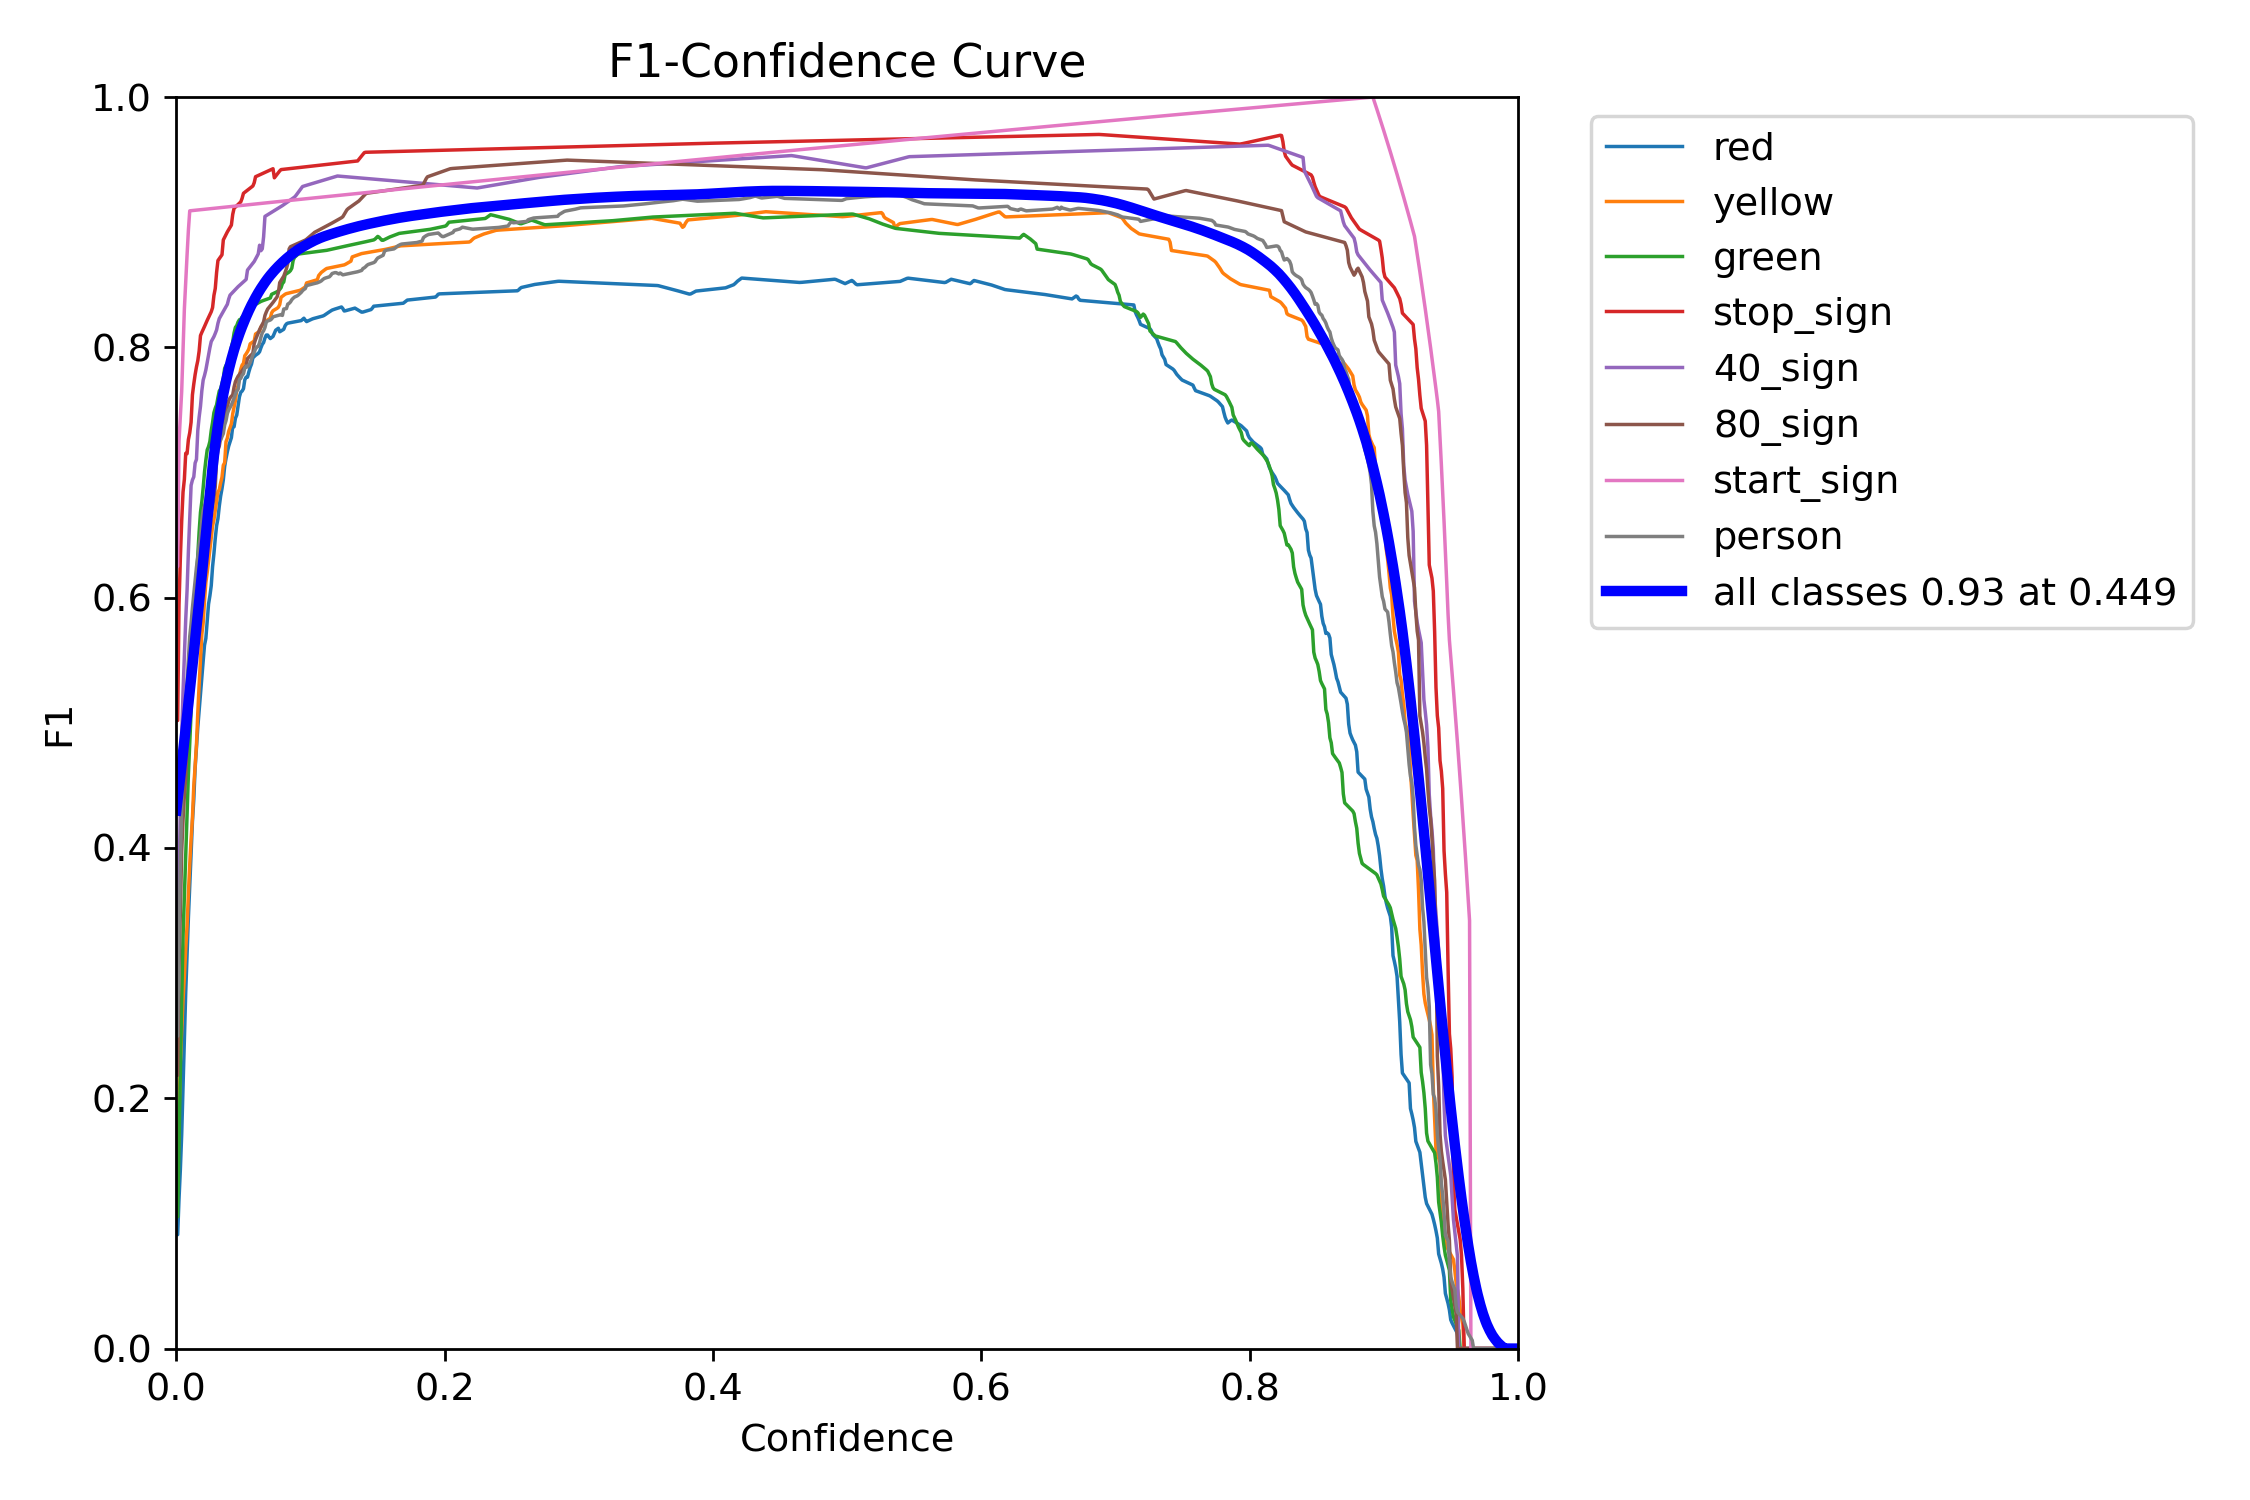 F1-Confidence Curve
1.0
0.8
0.6
0.4
0.2
0.0
F1
0.0 0.2 0.4 0.6 0.8 1.0
Confidence
red
yellow
green
stop_sign
40_sign
80_sign
start_sign
person
all classes 0.93 at 0.449